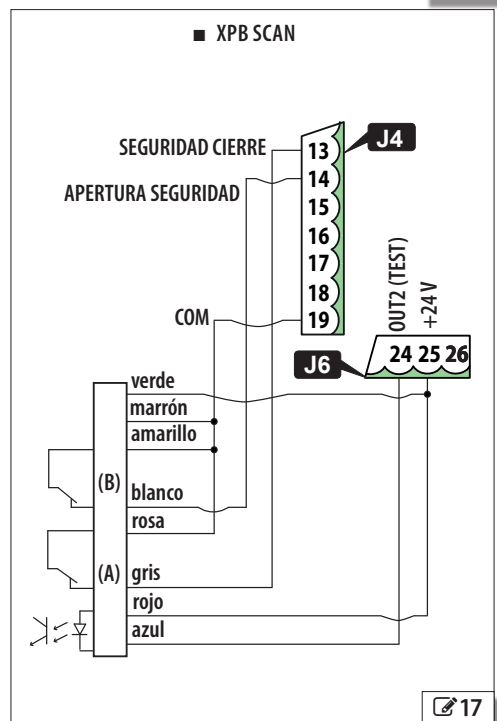 ■ XPB SCAN
SEGURIDAD CIERRE
13
J4
APERTURA SEGURIDAD
14
15
16
17
18
COM
19
OUT2 (TEST)
+24 V
J6
24 25 26
verde
marrón
amarillo
(B)
blanco
rosa
(A)
gris
rojo
azul
17